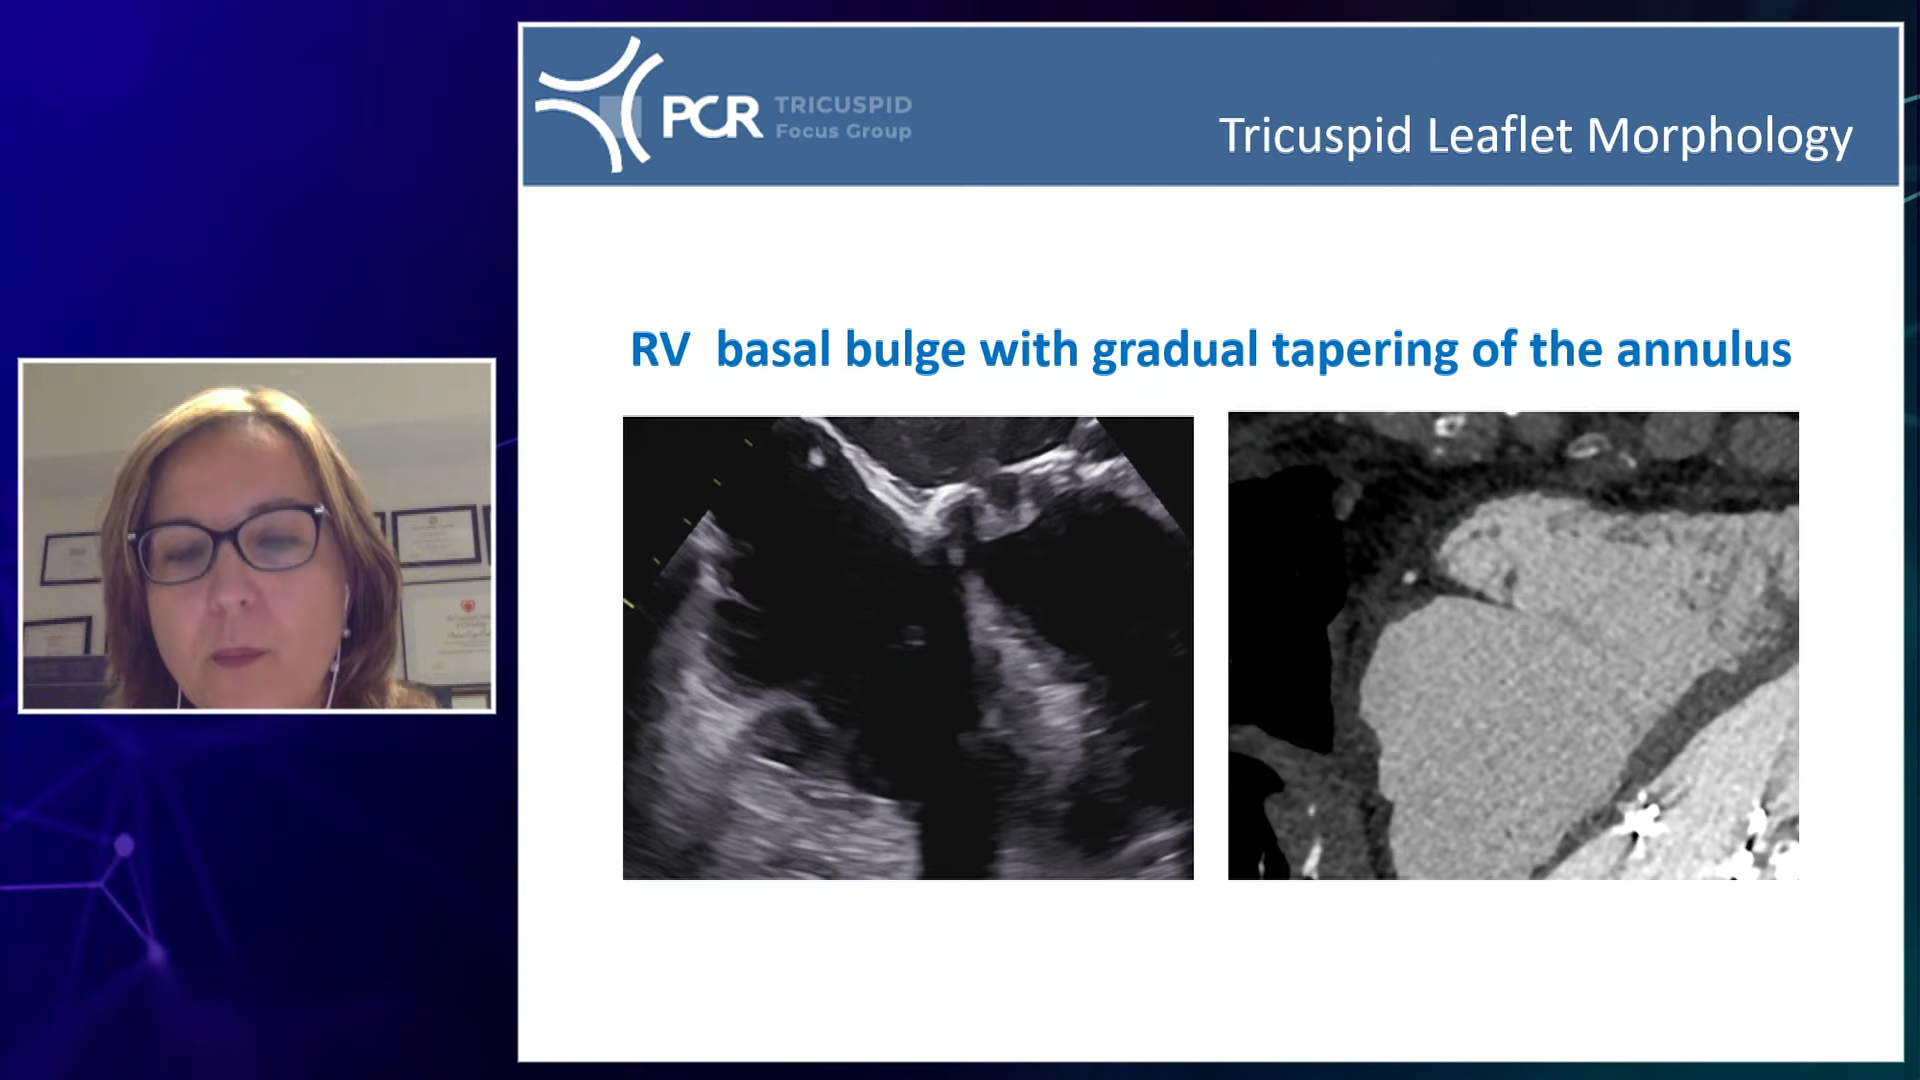 PCR TRICUSPID
Focus Group
Tricuspid Leaflet Morphology
RV basal bulge with gradual tapering of the annulus